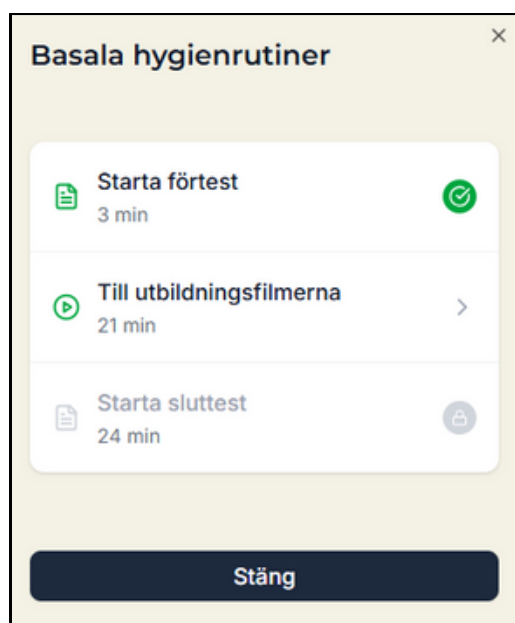 Basala hygienrutiner
Starta förtest
3 min
Till utbildningsfilmerna
21 min
Starta sluttest
24 min
Stäng